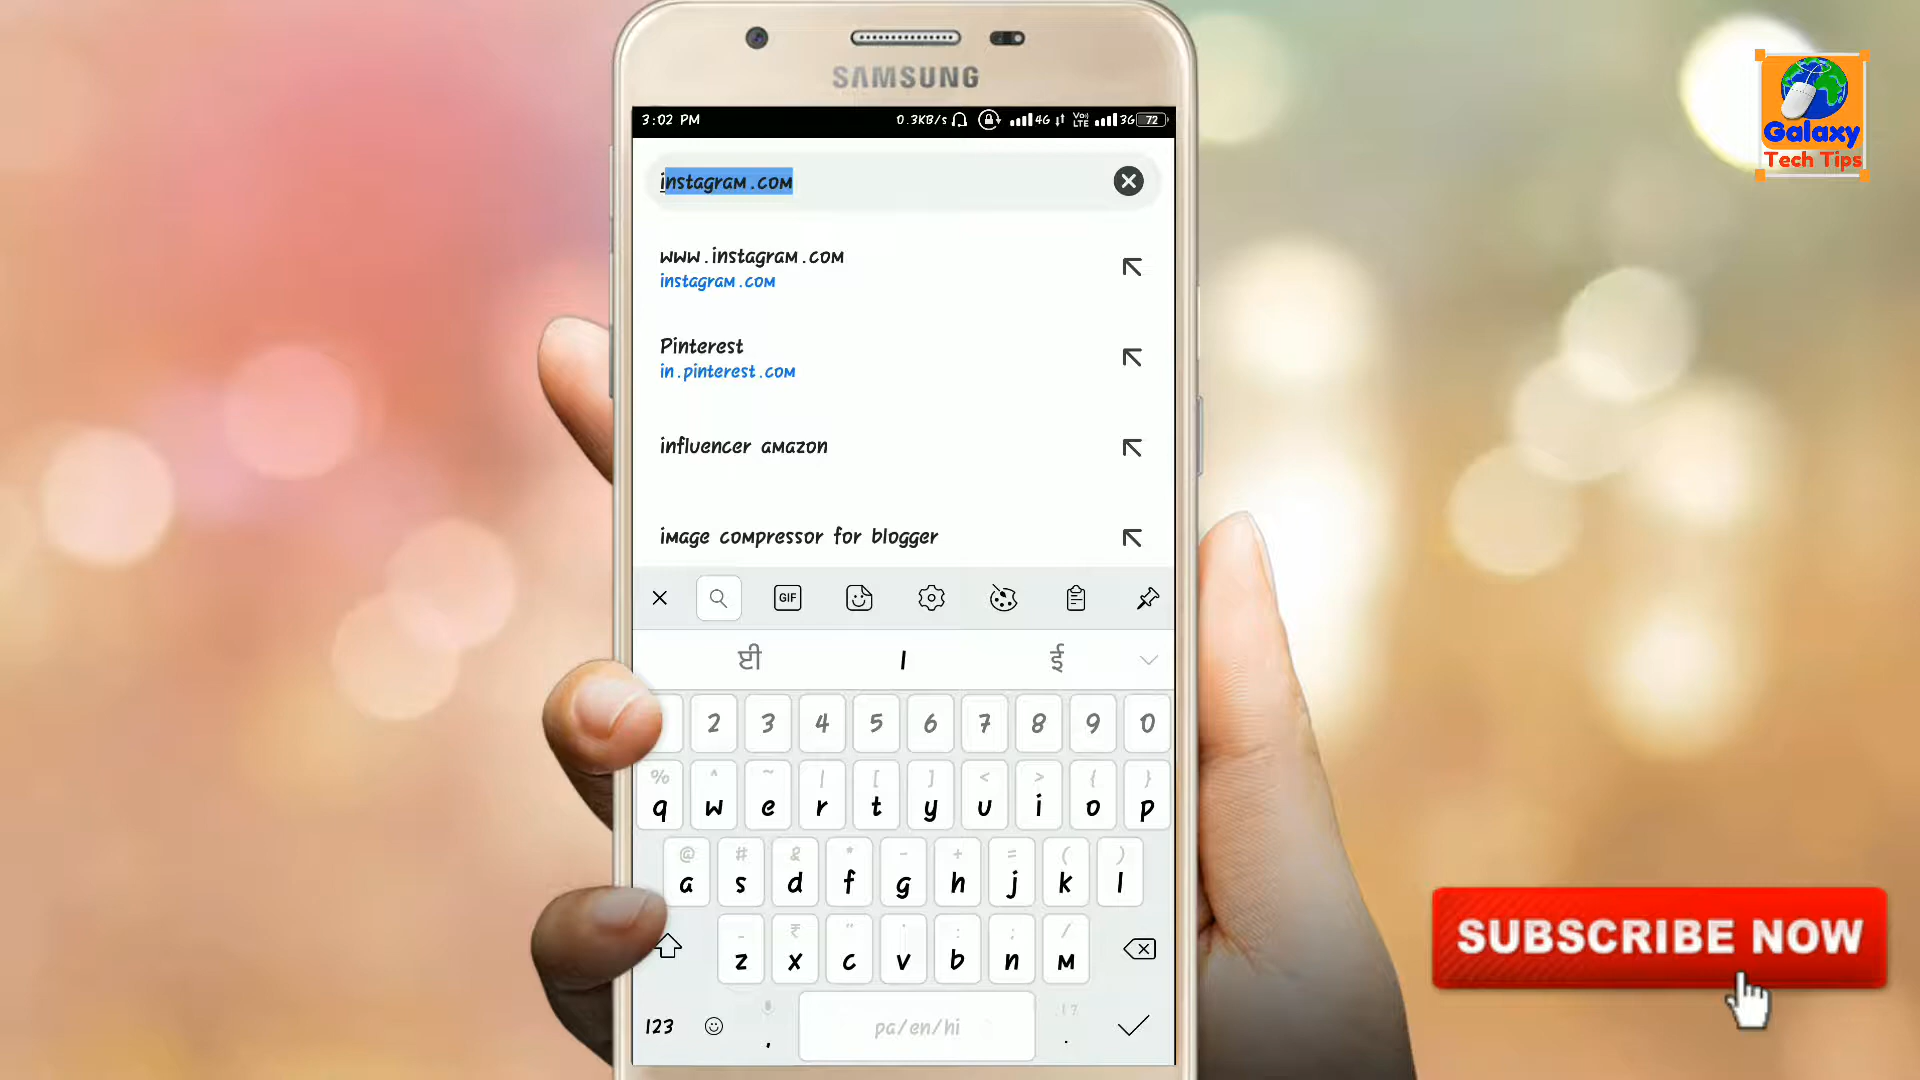 SAMSUNG
3:02 PM 0.3KB/s 4G Vo) LTE 3G 72
Galaxy
Tech Tips
instagram.com
www.instagram.com
instagram.com
Pinterest
in.pinterest.com
influencer amazon
image compressor for blogger
GIF
ਈ I ई
2 3 4 5 6 7 8 9 0
% ^ ~ | [ ] < > { }
q w e r t y u i o p
@ # & * - + = ( )
a s d f g h j k l
- ₹ " ' : ; /
z x c v b n m
123 , pa/en/hi .
!?
SUBSCRIBE NOW